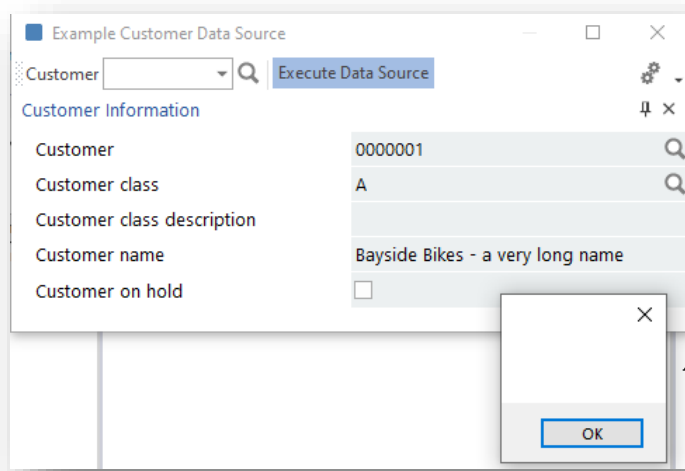 Example Customer Data Source
Customer Execute Data Source
Customer Information
Customer 0000001
Customer class A
Customer class description
Customer name Bayside Bikes - a very long name
Customer on hold
OK